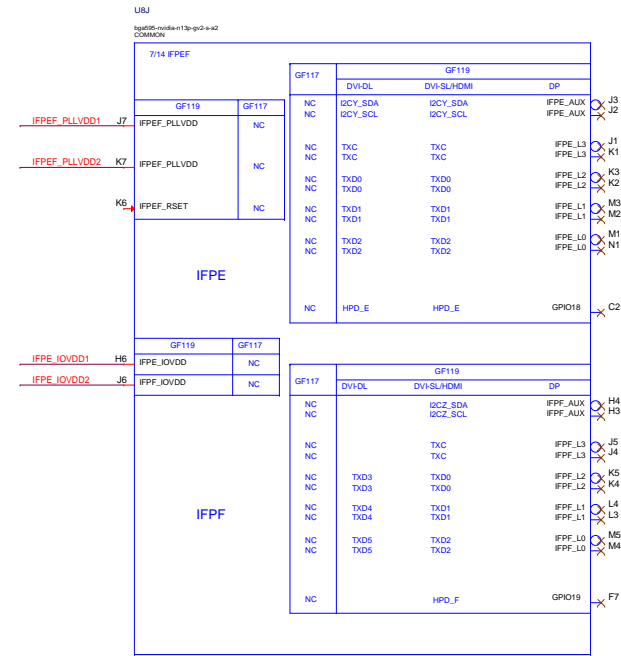 U8J
bga595-nvidia-n13p-gv2-s-a2
COMMON
7/14 IFPEF
GF117 GF119
DVI-DL DVI-SL/HDMI DP
NC I2CY_SDA I2CY_SDA IFPE_AUX J3
NC I2CY_SCL I2CY_SCL IFPE_AUX J2
GF119 GF117
IFPEF_PLLVDD1 J7 IFPEF_PLLVDD NC
NC TXC TXC IFPE_L3 J1
NC TXC TXC IFPE_L3 K1
IFPEF_PLLVDD2 K7 IFPEF_PLLVDD NC
NC TXD0 TXD0 IFPE_L2 K3
NC TXD0 TXD0 IFPE_L2 K2
K6 IFPEF_RSET NC
NC TXD1 TXD1 IFPE_L1 M3
NC TXD1 TXD1 IFPE_L1 M2
NC TXD2 TXD2 IFPE_L0 M1
NC TXD2 TXD2 IFPE_L0 N1
IFPE
NC HPD_E HPD_E GPIO18 C2
GF119 GF117
IFPE_IOVDD1 H6 IFPE_IOVDD NC
IFPE_IOVDD2 J6 IFPF_IOVDD NC
GF117 GF119
DVI-DL DVI-SL/HDMI DP
NC I2CZ_SDA IFPF_AUX H4
NC I2CZ_SCL IFPF_AUX H3
NC TXC IFPF_L3 J5
NC TXC IFPF_L3 J4
NC TXD3 TXD0 IFPF_L2 K5
NC TXD3 TXD0 IFPF_L2 K4
NC TXD4 TXD1 IFPF_L1 L4
NC TXD4 TXD1 IFPF_L1 L3
IFPF
NC TXD5 TXD2 IFPF_L0 M5
NC TXD5 TXD2 IFPF_L0 M4
NC HPD_F GPIO19 F7